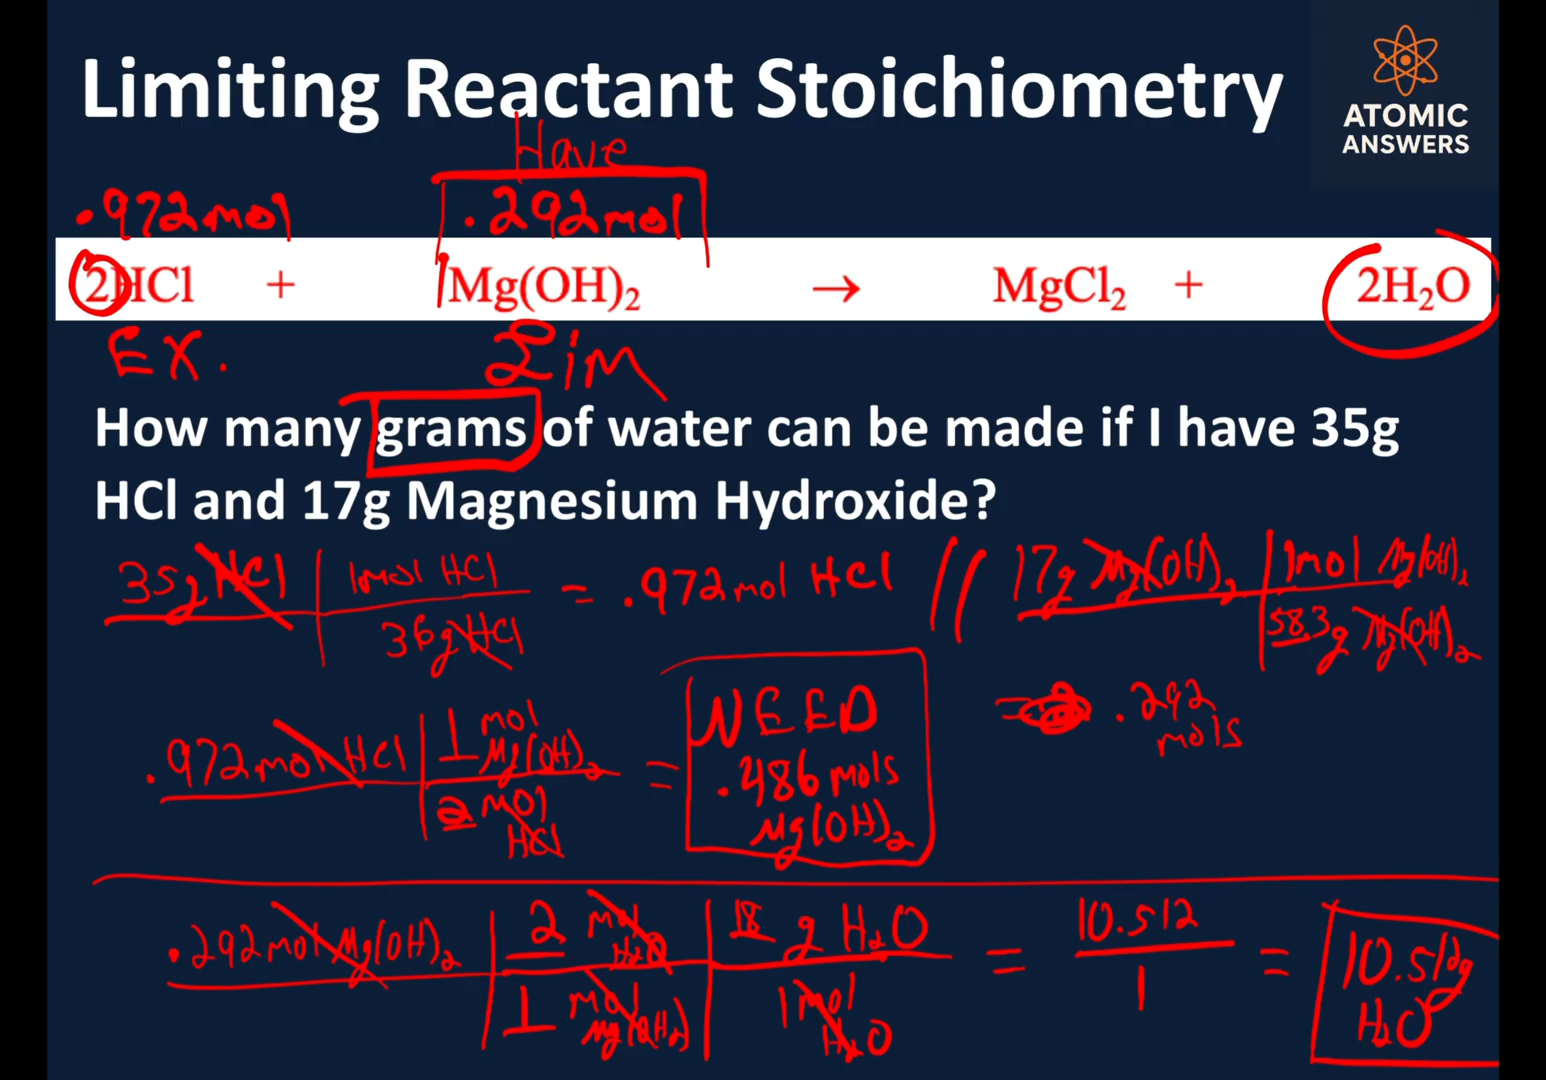 Limiting Reactant Stoichiometry
ATOMIC
ANSWERS
Have
.972mol .292mol
2HCl + 1Mg(OH)₂ → MgCl₂ + 2H₂O
EX. Lim
How many grams of water can be made if I have 35g
HCl and 17g Magnesium Hydroxide?
35g HCl | 1mol HCl = .972mol HCl // 17g Mg(OH)₂ | 1mol Mg(OH)₂
36g HCl 58.3g Mg(OH)₂
= .292
mols
.972mol HCl | 1 mol Mg(OH)₂ =
2 mol HCl
NEED
.486 mols
Mg(OH)₂
.292mol Mg(OH)₂ | 2 mol H₂O | 18 g H₂O = 10.512 = 10.512g H₂O
1 mol Mg(OH₂) | 1mol H₂O 1